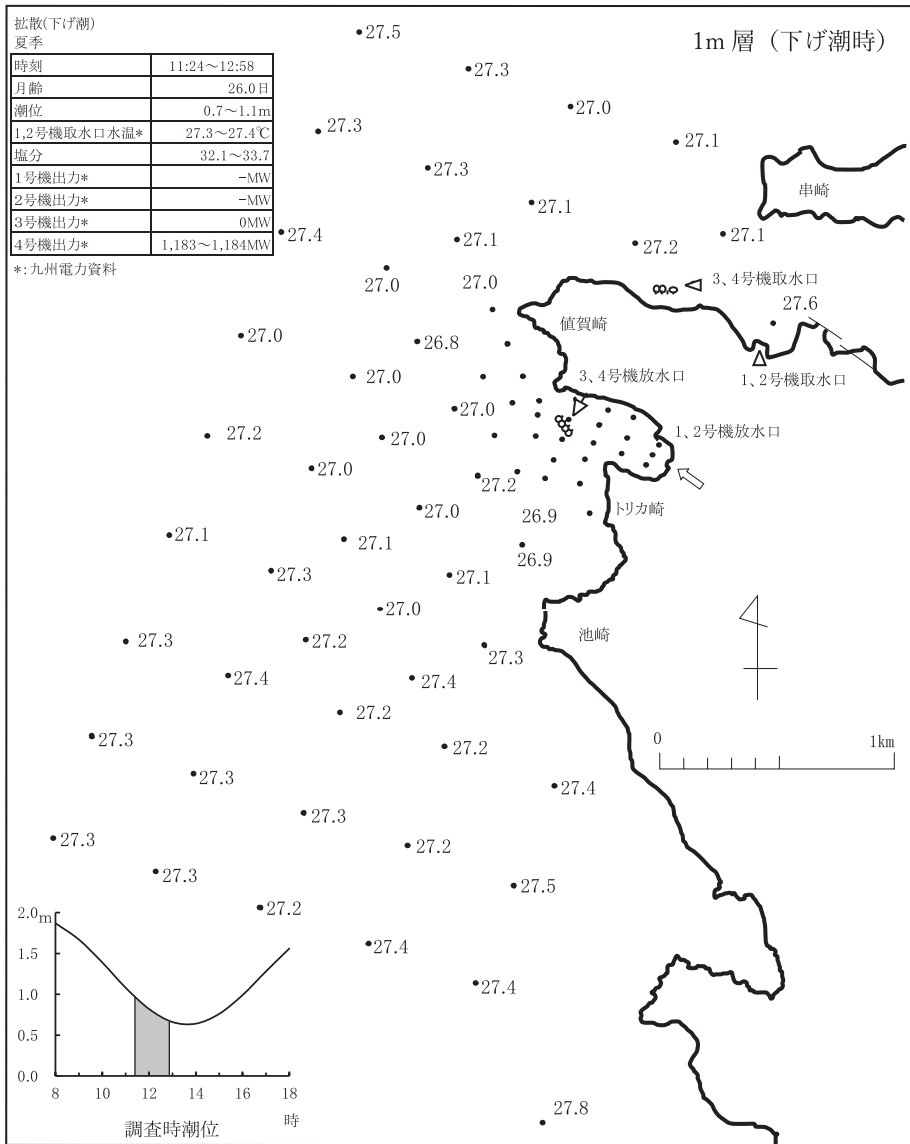 拡散(下げ潮)
夏季
時刻 11:24～12:58
月齢 26.0日
潮位 0.7～1.1m
1,2号機取水口水温* 27.3～27.4℃
塩分 32.1～33.7
1号機出力* −MW
2号機出力* −MW
3号機出力* 0MW
4号機出力* 1,183～1,184MW
*:九州電力資料
1m 層（下げ潮時）
27.5
27.3
27.0
27.3
27.1
27.3
串崎
27.1
27.4
27.1
27.2
27.1
27.0
27.0
3、4号機取水口
27.6
値賀崎
27.0
26.8
3、4号機放水口
1、2号機取水口
27.0
27.0
27.2
27.0
1、2号機放水口
27.0
27.2
27.0
26.9
トリカ崎
27.1
27.1
26.9
27.3
27.1
27.0
27.3
27.2
池崎
27.3
27.4
27.4
27.2
27.3
27.2
0 1km
27.3
27.4
27.3
27.3
27.2
27.3
27.5
27.2
27.4
27.4
27.8
2.0m
1.5
1.0
0.5
0.0
8 10 12 14 16 18
時
調査時潮位